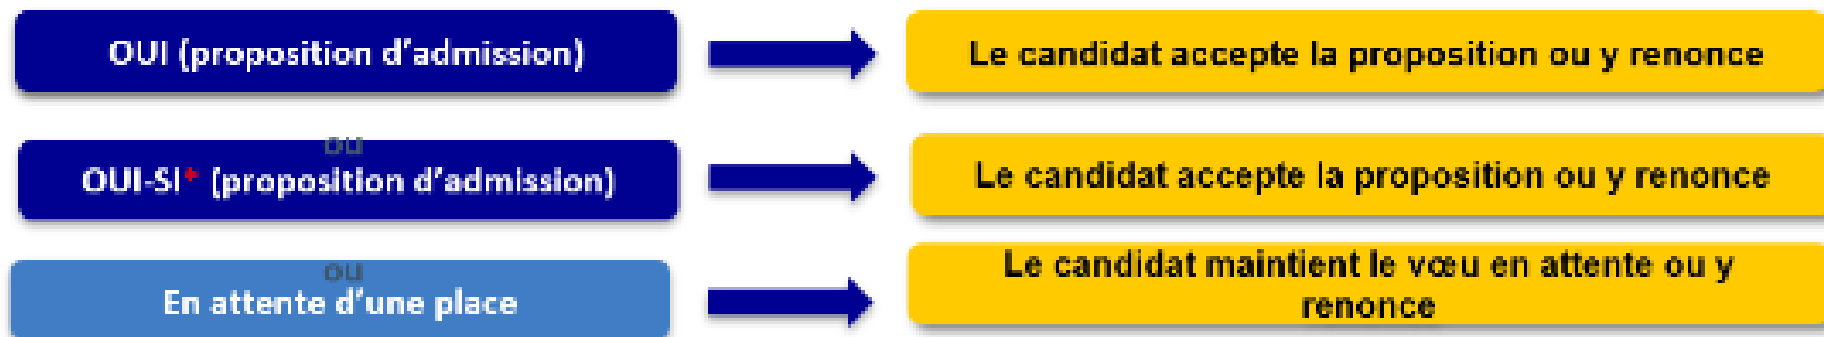 OUI (proposition d’admission)
Le candidat accepte la proposition ou y renonce
ou
OUI-SI* (proposition d’admission)
Le candidat accepte la proposition ou y renonce
ou
En attente d’une place
Le candidat maintient le vœu en attente ou y
renonce